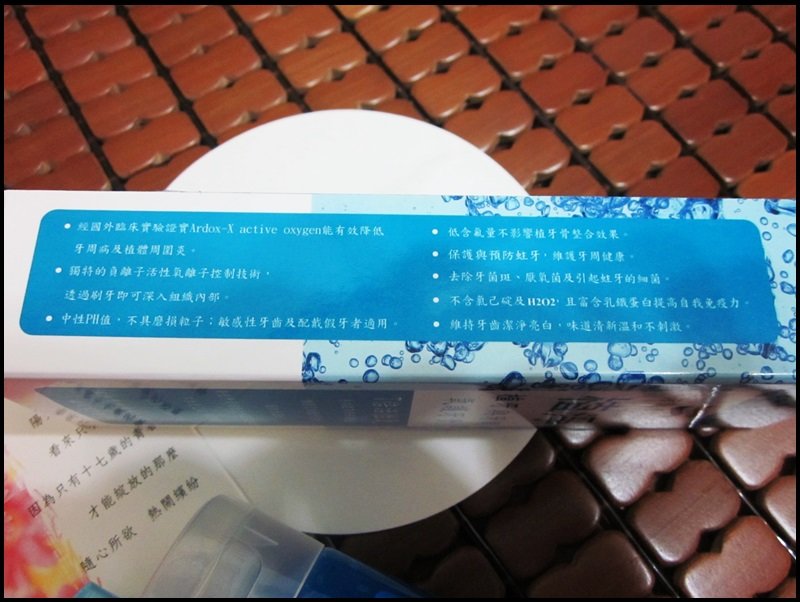 • 經國外臨床實驗證實Ardox-X active oxygen能有效降低
牙周病及植體周圍炎。
• 獨特的負離子活性氧離子控制技術，
透過刷牙即可深入組織內部。
• 中性PH值，不具磨損粒子；敏感性牙齒及配戴假牙者適用。
• 低含氟量不影響植牙骨整合效果。
• 保護與預防蛀牙，維護牙周健康。
• 去除牙菌斑、厭氧菌及引起蛀牙的細菌。
• 不含氯己碇及H2O2，且富含乳鐵蛋白提高自我免疫力。
• 維持牙齒潔淨亮白，味道清新溫和不刺激。
陽，
看來
因為只有十七歲的青
才能綻放的那麼
熱鬧繽紛
隨心所欲